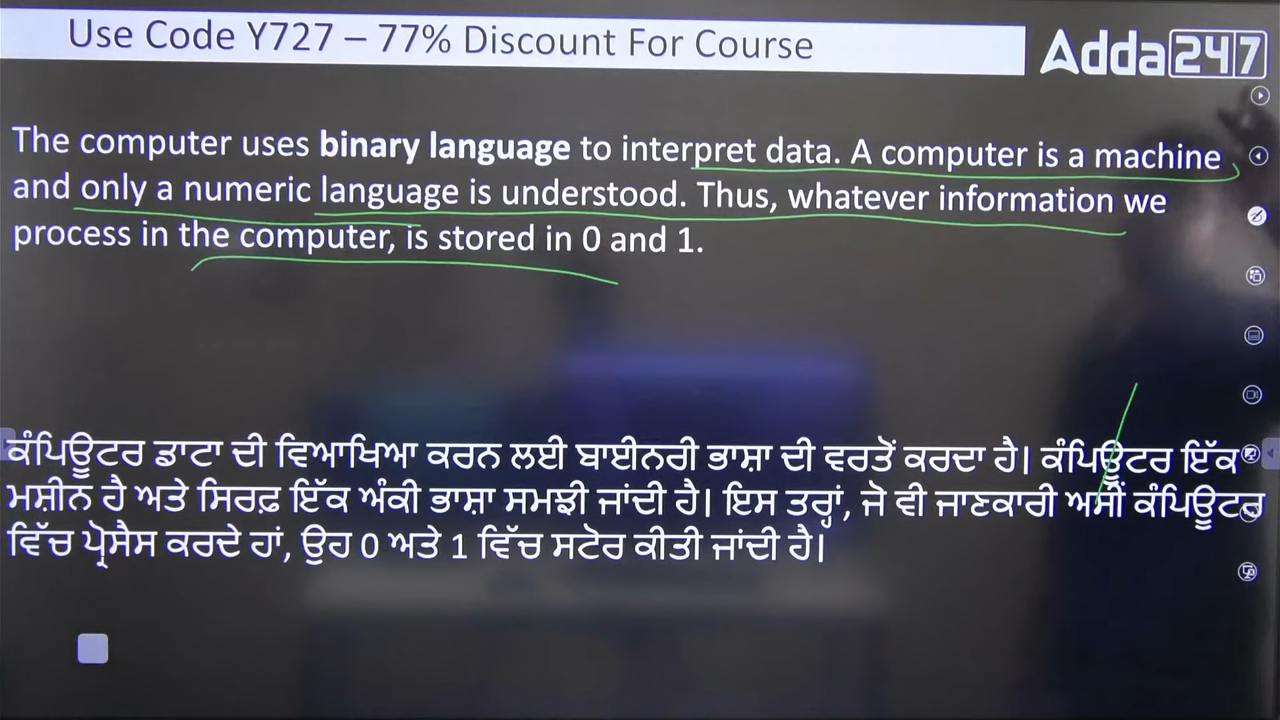 Use Code Y727 – 77% Discount For Course
Adda247
The computer uses binary language to interpret data. A computer is a machine
and only a numeric language is understood. Thus, whatever information we
process in the computer, is stored in 0 and 1.
ਕੰਪਿਊਟਰ ਡਾਟਾ ਦੀ ਵਿਆਖਿਆ ਕਰਨ ਲਈ ਬਾਈਨਰੀ ਭਾਸ਼ਾ ਦੀ ਵਰਤੋਂ ਕਰਦਾ ਹੈ। ਕੰਪਿਊਟਰ ਇੱਕ
ਮਸ਼ੀਨ ਹੈ ਅਤੇ ਸਿਰਫ਼ ਇੱਕ ਅੰਕੀ ਭਾਸ਼ਾ ਸਮਝੀ ਜਾਂਦੀ ਹੈ। ਇਸ ਤਰ੍ਹਾਂ, ਜੋ ਵੀ ਜਾਣਕਾਰੀ ਅਸੀਂ ਕੰਪਿਊਟਰ
ਵਿੱਚ ਪ੍ਰੋਸੈਸ ਕਰਦੇ ਹਾਂ, ਉਹ 0 ਅਤੇ 1 ਵਿੱਚ ਸਟੋਰ ਕੀਤੀ ਜਾਂਦੀ ਹੈ।